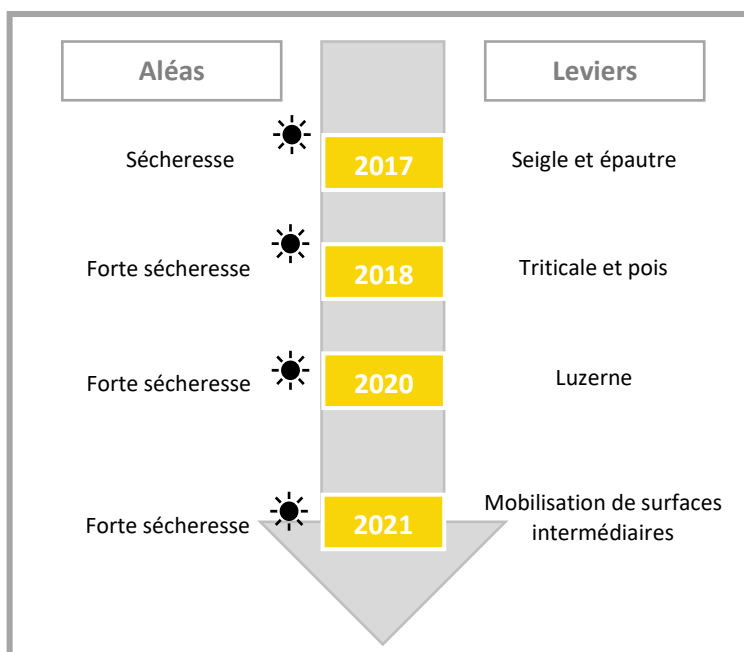 Aléas
Leviers
Sécheresse
2017
Seigle et épautre
Forte sécheresse
2018
Triticale et pois
Forte sécheresse
2020
Luzerne
Forte sécheresse
2021
Mobilisation de surfaces
intermédiaires